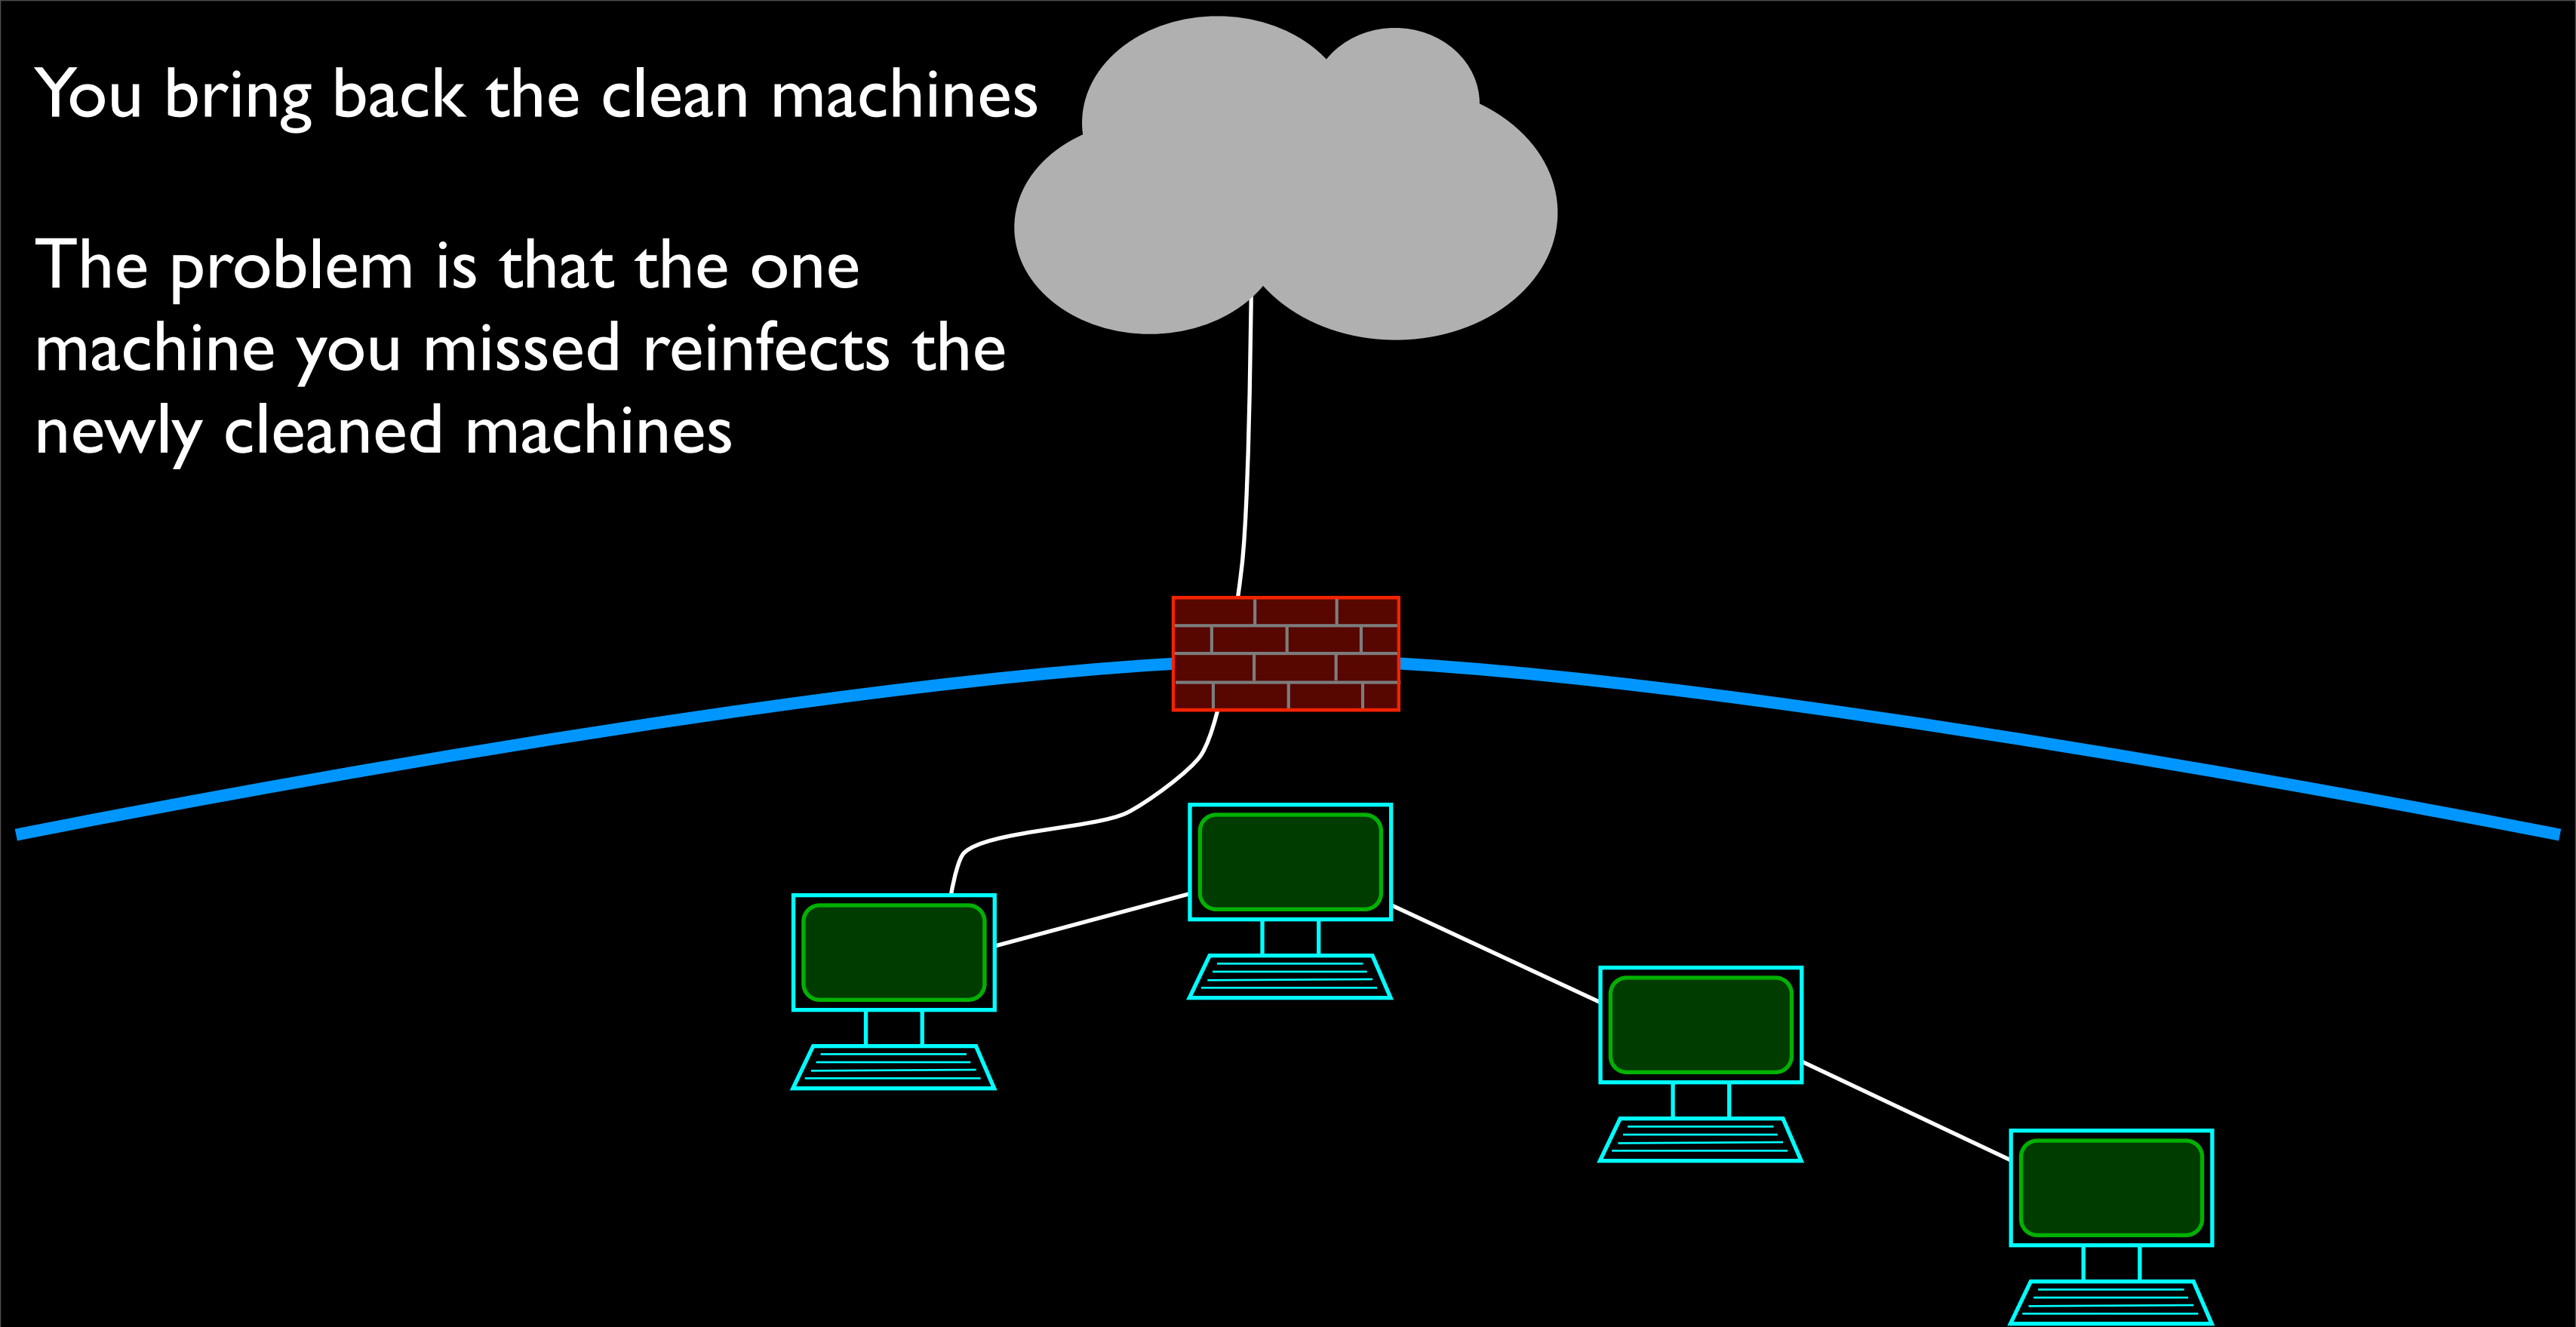 You bring back the clean machines
The problem is that the one
machine you missed reinfects the
newly cleaned machines